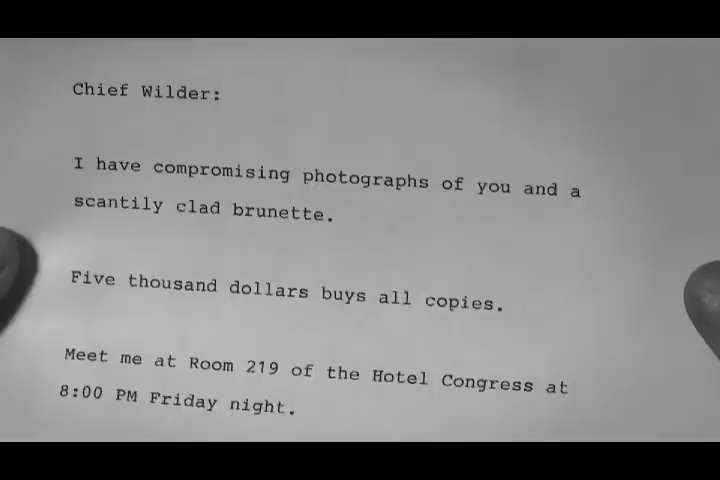 Chief Wilder:
I have compromising photographs of you and a
scantily clad brunette.
Five thousand dollars buys all copies.
Meet me at Room 219 of the Hotel Congress at
8:00 PM Friday night.